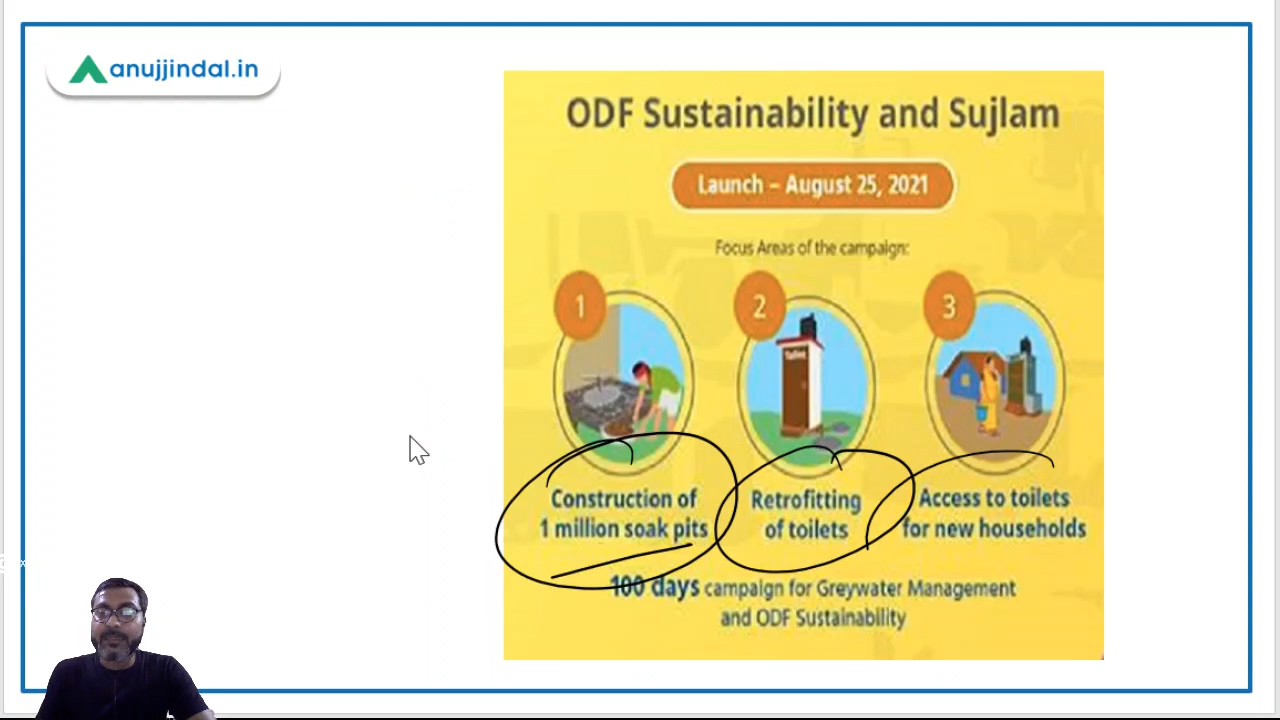 anujjindal.in
ODF Sustainability and Sujlam
Launch – August 25, 2021
Focus Areas of the campaign:
1
2
3
Construction of
1 million soak pits
Retrofitting
of toilets
Access to toilets
for new households
100 days campaign for Greywater Management
and ODF Sustainability